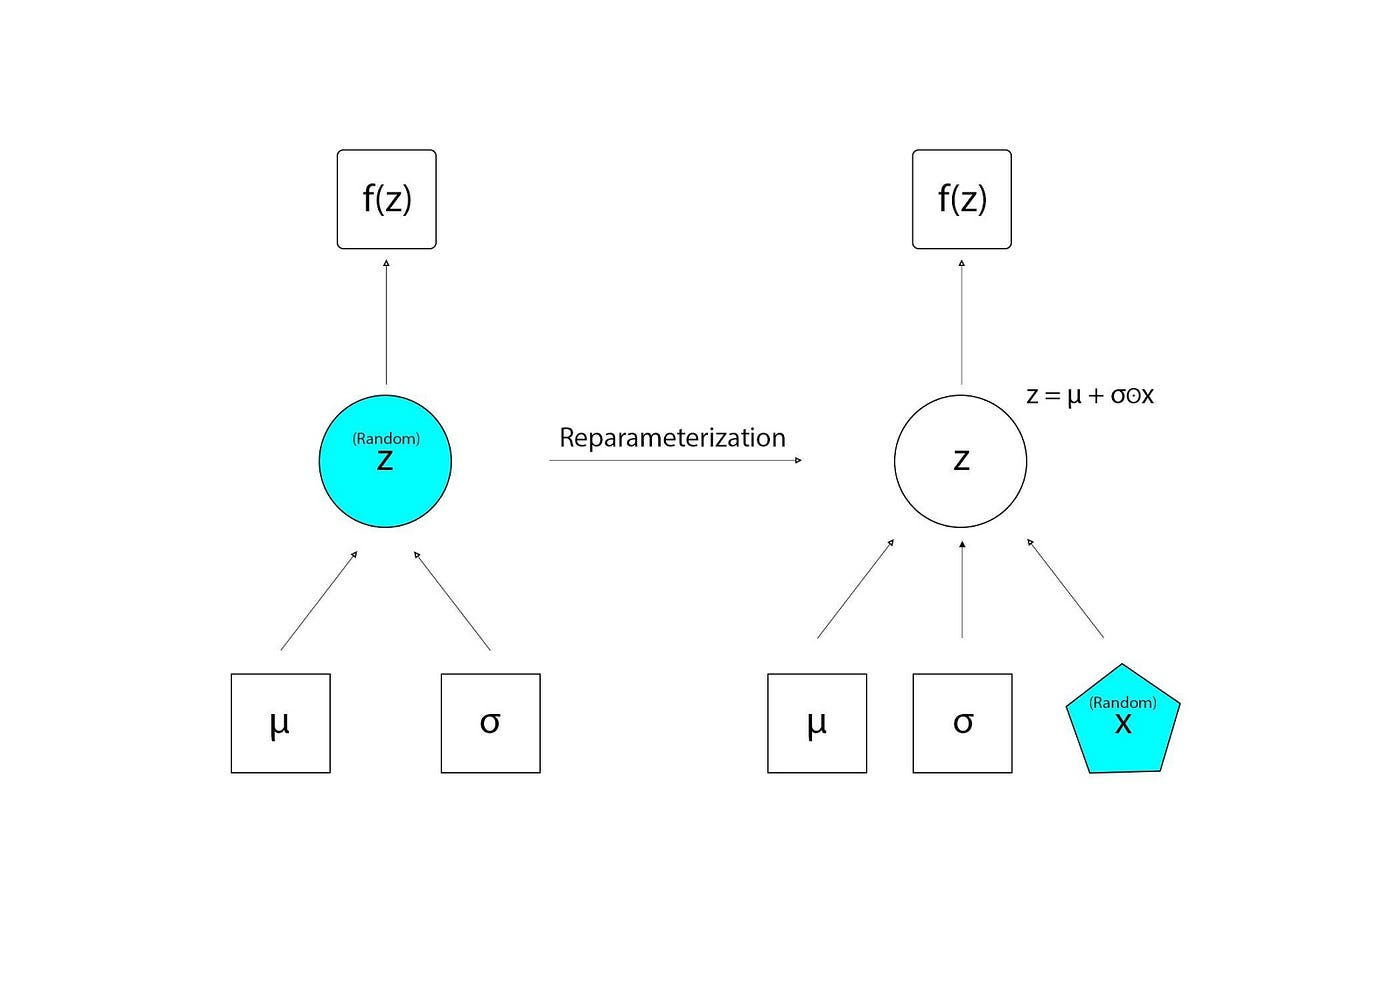 f(z)
f(z)
z = μ + σ⊙x
Reparameterization
(Random)
z
z
μ
σ
μ
σ
(Random)
x